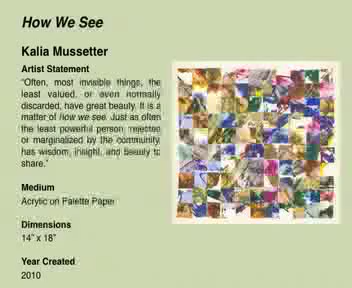 How We See
Kalia Mussetter
Artist Statement
"Often, most invisible things, the
least valued, or even normally
discarded, have great beauty. It is a
matter of how we see. Just as often
the least powerful person, rejected
or marginalized by the community,
has wisdom, insight, and beauty to
share."
Medium
Acrylic on Palette Paper
Dimensions
14" x 18"
Year Created
2010